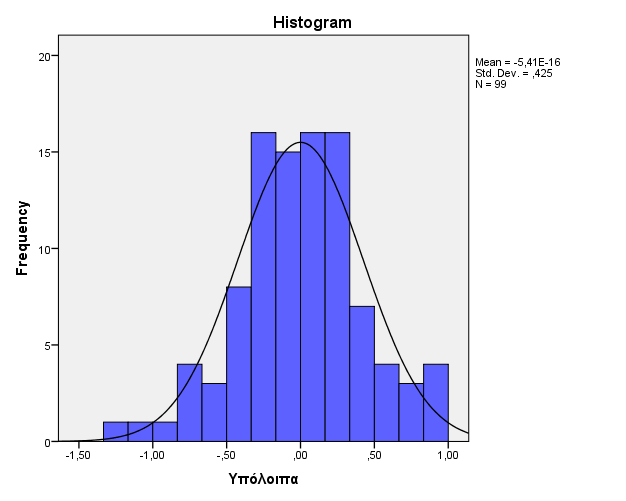 Histogram
Mean = -5,41E-16
Std. Dev. = ,425
N = 99
20
15
10
5
0
Frequency
-1,50 -1,00 -,50 ,00 ,50 1,00
Υπόλοιπα